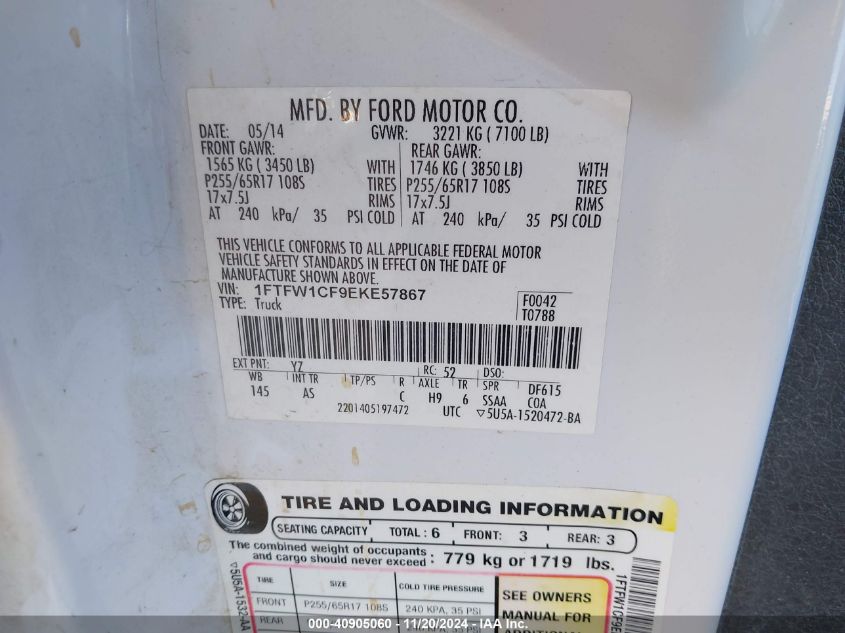 MFD. BY FORD MOTOR CO.
DATE: 05/14 GVWR: 3221 KG ( 7100 LB)
FRONT GAWR: REAR GAWR:
1565 KG ( 3450 LB) WITH 1746 KG ( 3850 LB) WITH
P255/65R17 108S TIRES P255/65R17 108S TIRES
17x7.5J RIMS 17x7.5J RIMS
AT 240 kPa/ 35 PSI COLD AT 240 kPa/ 35 PSI COLD
THIS VEHICLE CONFORMS TO ALL APPLICABLE FEDERAL MOTOR
VEHICLE SAFETY STANDARDS IN EFFECT ON THE DATE OF
MANUFACTURE SHOWN ABOVE.
VIN: 1FTFW1CF9EKE57867 F0042
TYPE: Truck T0788
EXT PNT: YZ RC: 52 DSO:
WB INT TR TP/PS R AXLE TR SPR DF615
145 AS C H9 6 SSAA COA
2201405197472 UTC ▽5U5A-1520472-BA
TIRE AND LOADING INFORMATION
SEATING CAPACITY TOTAL: 6 FRONT: 3 REAR: 3
The combined weight of occupants
and cargo should never exceed: 779 kg or 1719 lbs.
TIRE SIZE COLD TIRE PRESSURE SEE OWNERS
FRONT P255/65R17 108S 240 KPA, 35 PSI MANUAL FOR
REAR
▽5U5A-1532-AA
1FTFW1CF9E
000-40905060 - 11/20/2024 - IAA Inc.